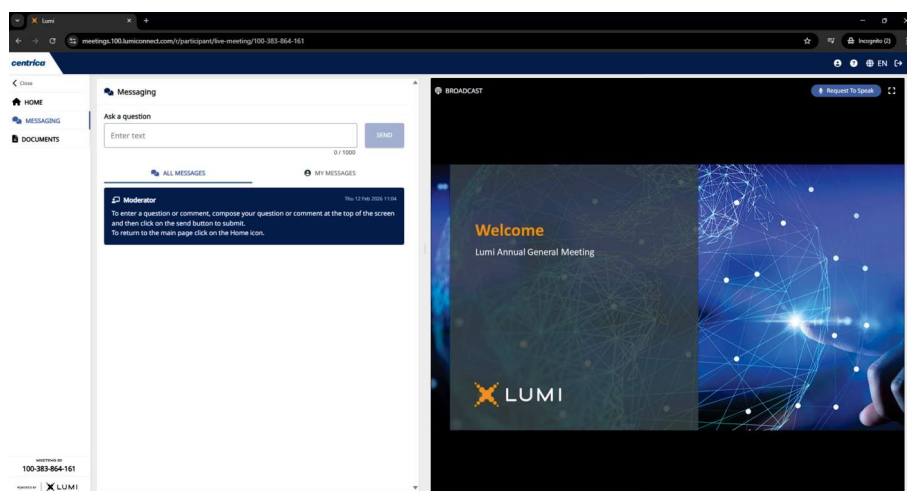 Lumi
meetings.100.lumiconnect.com/r/participant/live-meeting/100-383-864-161
Incognito (2)
centrica
EN
Close
HOME
MESSAGING
DOCUMENTS
Messaging
Ask a question
Enter text
SEND
0 / 1000
ALL MESSAGES
MY MESSAGES
Moderator
Thu 12 Feb 2026 11:04
To enter a question or comment, compose your question or comment at the top of the screen
and then click on the send button to submit.
To return to the main page click on the Home icon.
BROADCAST
Request To Speak
Welcome
Lumi Annual General Meeting
LUMI
MEETING ID
100-383-864-161
POWERED BY
LUMI